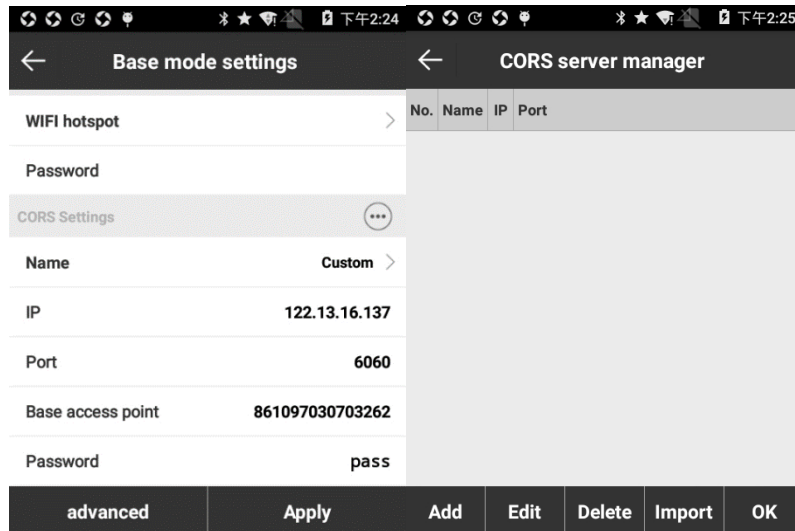 下午2:24
Base mode settings
WIFI hotspot
Password
CORS Settings
Name Custom
IP 122.13.16.137
Port 6060
Base access point 861097030703262
Password pass
advanced Apply
下午2:25
CORS server manager
No. Name IP Port
Add Edit Delete Import OK